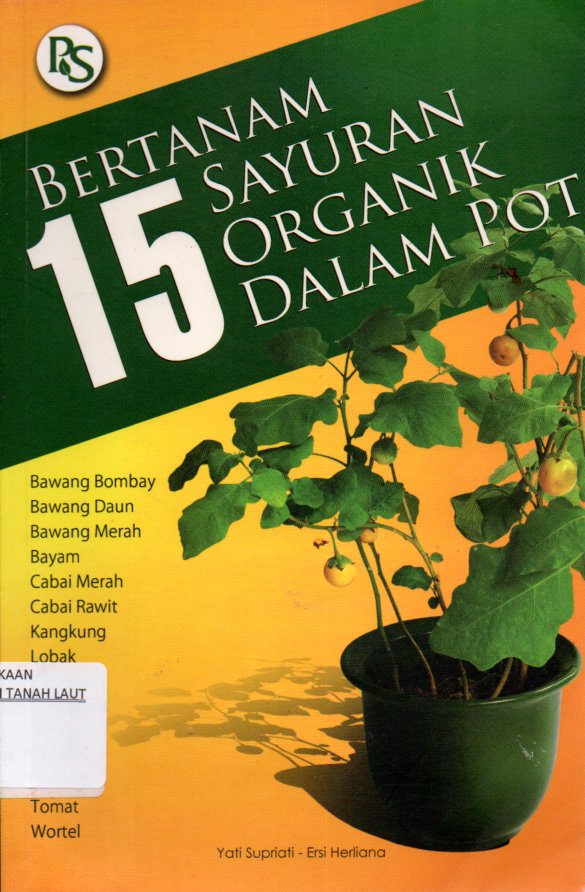 PS
BERTANAM
15 SAYURAN
ORGANIK
DALAM POT
Bawang Bombay
Bawang Daun
Bawang Merah
Bayam
Cabai Merah
Cabai Rawit
Kangkung
Lobak
KAAN
I TANAH LAUT
Tomat
Wortel
Yati Supriati - Ersi Herliana